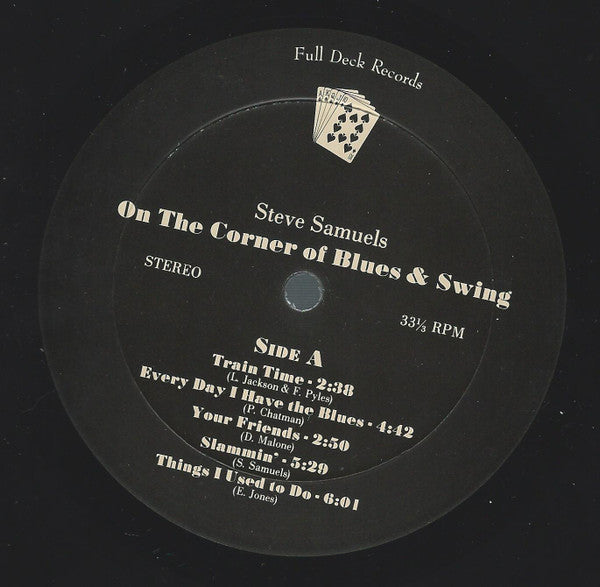 Full Deck Records
Steve Samuels
On The Corner of Blues & Swing
STEREO
33⅓ RPM
SIDE A
Train Time - 2:38
(L. Jackson & F. Pyles)
Every Day I Have the Blues - 4:42
(P. Chatman)
Your Friends - 2:50
(D. Malone)
Slammin' - 5:29
(S. Samuels)
Things I Used to Do - 6:01
(E. Jones)